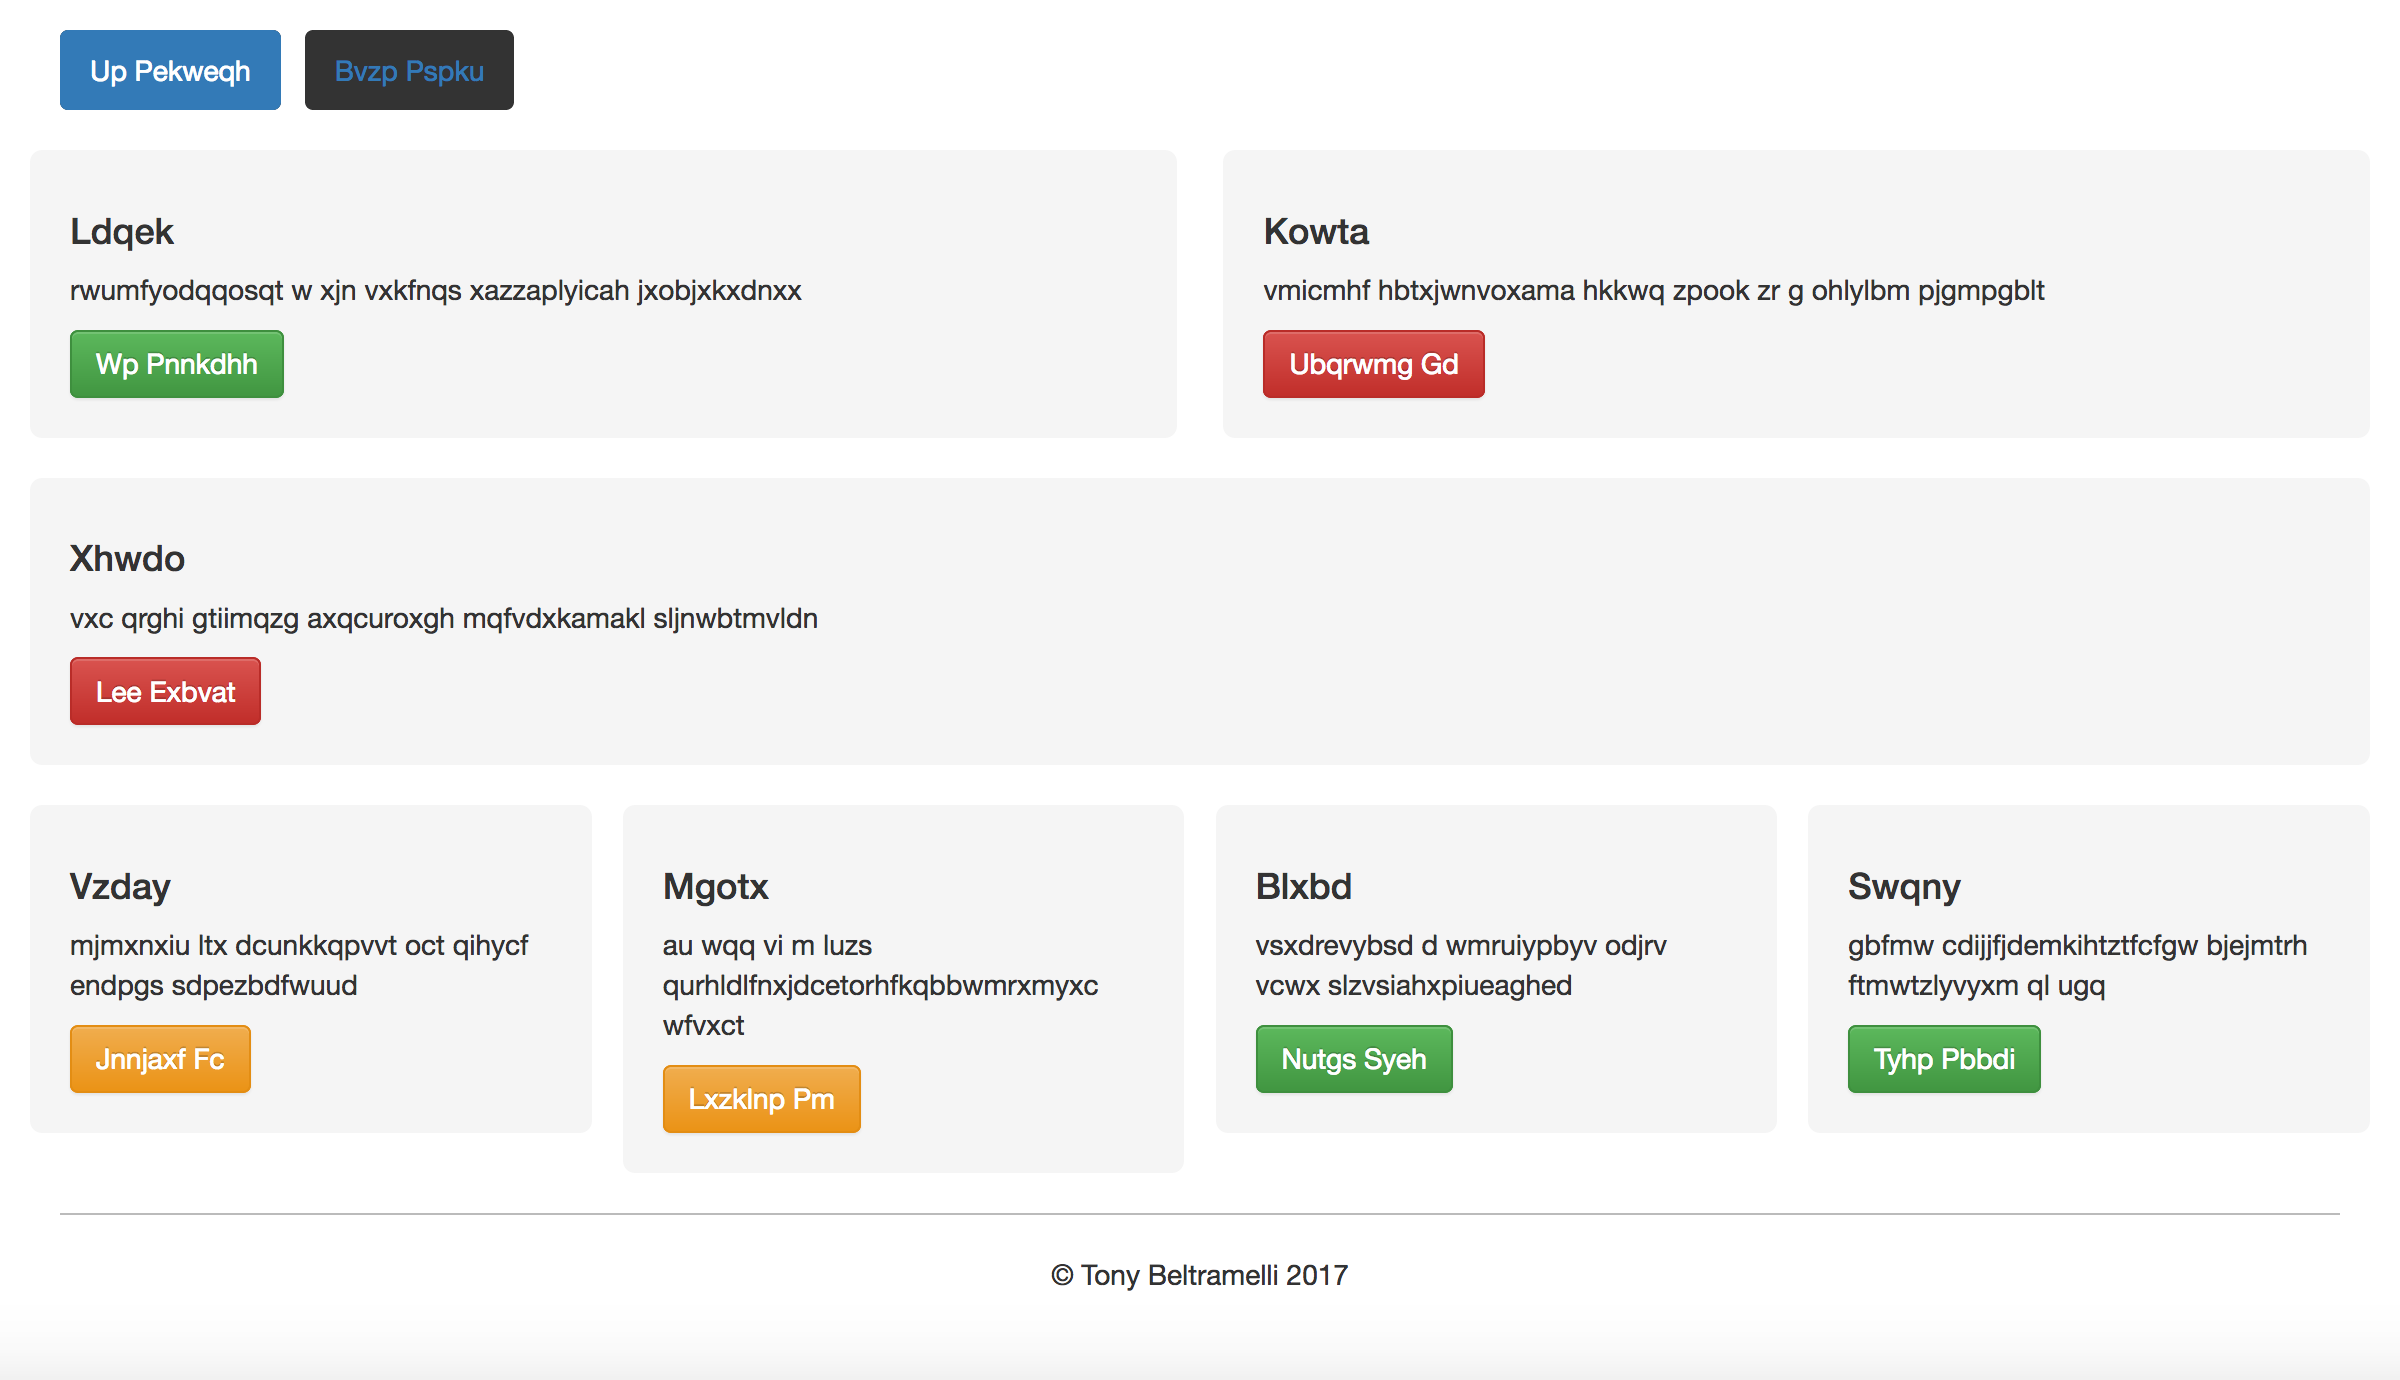 Up Pekweqh
Bvzp Pspku
Ldqek
rwumfyodqqosqt w xjn vxkfnqs xazzaplyicah jxobjxkxdnxx
Wp Pnnkdhh
Kowta
vmicmhf hbtxjwnvoxama hkkwq zpook zr g ohlylbm pjgmpgblt
Ubqrwmg Gd
Xhwdo
vxc qrghi gtiimqzg axqcuroxgh mqfvdxkamakl sljnwbtmvldn
Lee Exbvat
Vzday
mjmxnxiu ltx dcunkkqpvvt oct qihycf
endpgs sdpezbdfwuud
Jnnjaxf Fc
Mgotx
au wqq vi m luzs
qurhldlfnxjdcetorhfkqbbwmrxmyxc
wfvxct
Lxzklnp Pm
Blxbd
vsxdrevybsd d wmruiypbyv odjrv
vcwx slzvsiahxpiueaghed
Nutgs Syeh
Swqny
gbfmw cdijjfjdemkihtztfcfgw bjejmtrh
ftmwtzlyvyxm ql ugq
Tyhp Pbbdi
© Tony Beltramelli 2017